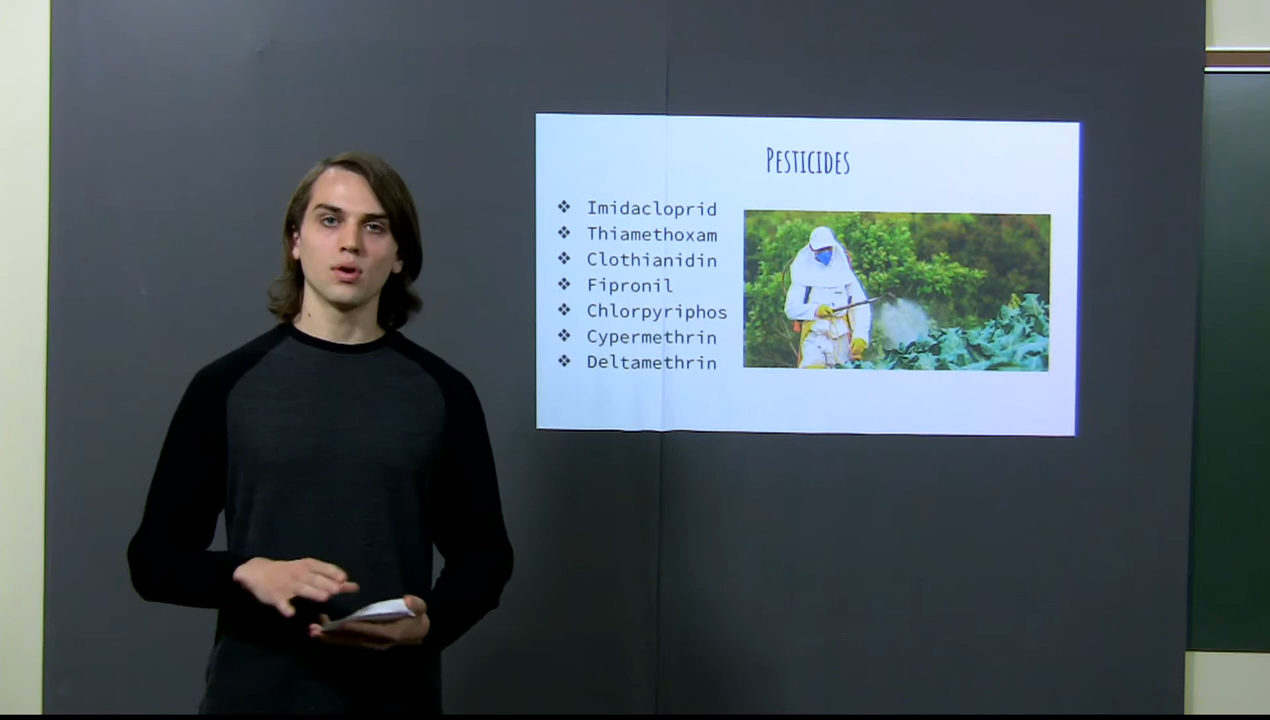 PESTICIDES
❖ Imidacloprid
❖ Thiamethoxam
❖ Clothianidin
❖ Fipronil
❖ Chlorpyriphos
❖ Cypermethrin
❖ Deltamethrin